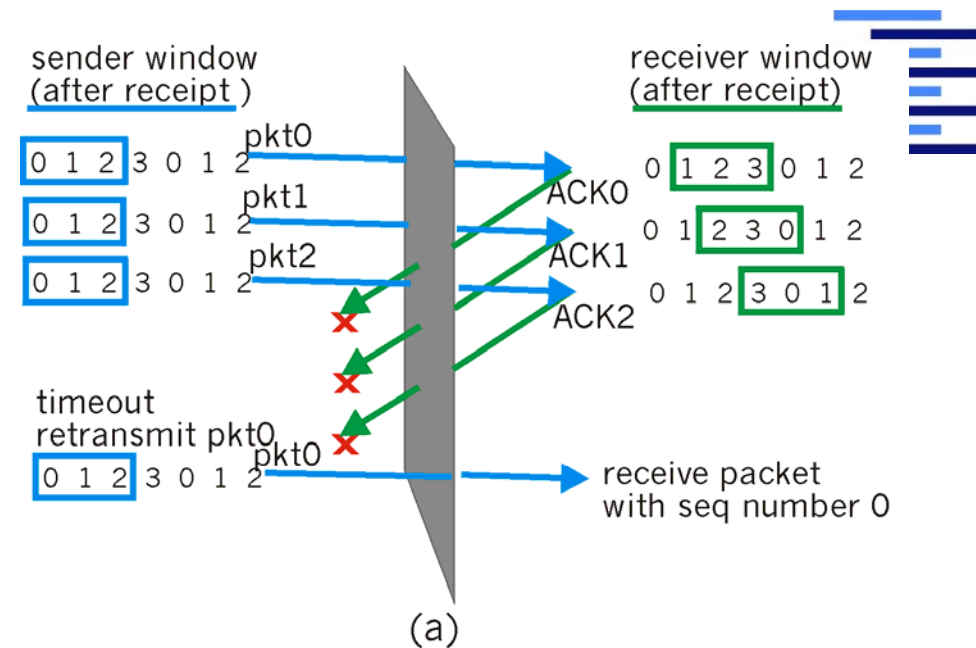 sender window
(after receipt )
receiver window
(after receipt)
0 1 2 3 0 1 2
pkt0
ACK0
0 1 2 3 0 1 2
0 1 2 3 0 1 2
pkt1
ACK1
0 1 2 3 0 1 2
0 1 2 3 0 1 2
pkt2
ACK2
0 1 2 3 0 1 2
timeout
retransmit pkt0
0 1 2 3 0 1 2
pkt0
receive packet
with seq number 0
(a)